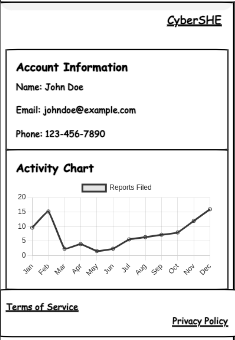 CyberSHE
Account Information
Name: John Doe
Email: johndoe@example.com
Phone: 123-456-7890
Activity Chart
Reports Filed
20
15
10
5
0
Jan Feb Mar Apr May Jun Jul Aug Sep Oct Nov Dec
Terms of Service
Privacy Policy